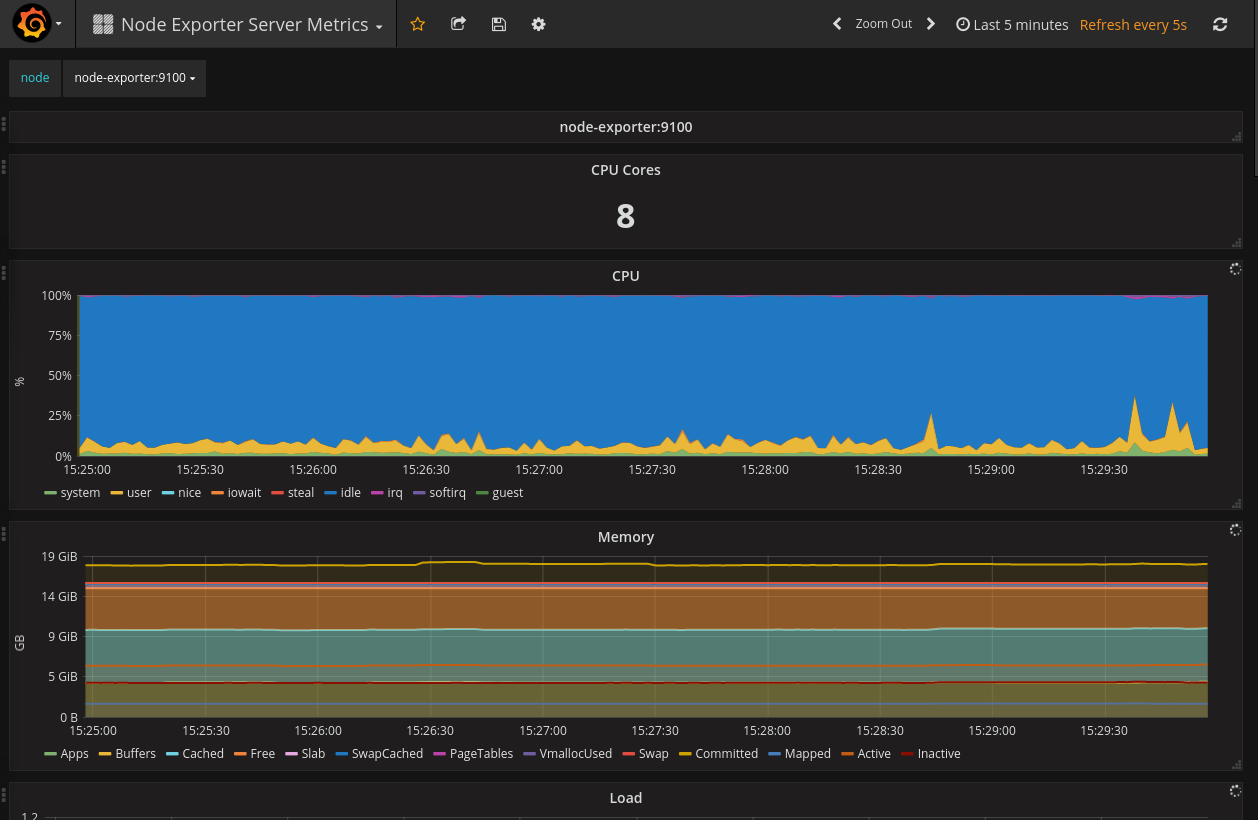 Node Exporter Server Metrics
Zoom Out
Last 5 minutes
Refresh every 5s
node
node-exporter:9100
node-exporter:9100
CPU Cores
8
CPU
100%
75%
50%
25%
0%
%
15:25:00 15:25:30 15:26:00 15:26:30 15:27:00 15:27:30 15:28:00 15:28:30 15:29:00 15:29:30
system user nice iowait steal idle irq softirq guest
Memory
19 GiB
14 GiB
9 GiB
5 GiB
0 B
GB
15:25:00 15:25:30 15:26:00 15:26:30 15:27:00 15:27:30 15:28:00 15:28:30 15:29:00 15:29:30
Apps Buffers Cached Free Slab SwapCached PageTables VmallocUsed Swap Committed Mapped Active Inactive
Load
1.2